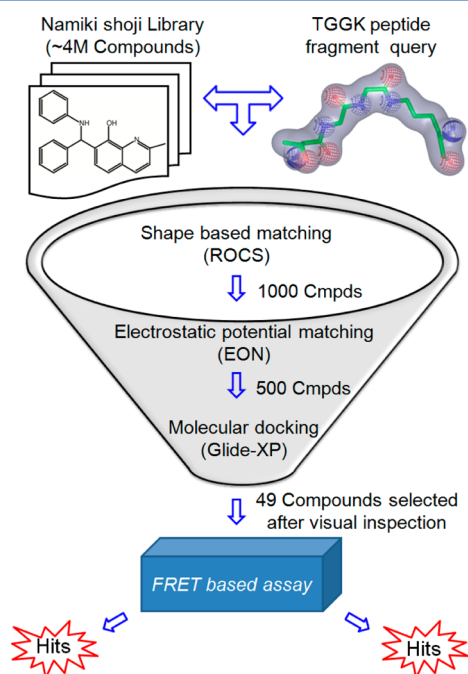 Namiki shoji Library
(~4M Compounds)
TGGK peptide
fragment query
NH
OH
N
Shape based matching
(ROCS)
1000 Cmpds
Electrostatic potential matching
(EON)
500 Cmpds
Molecular docking
(Glide-XP)
49 Compounds selected
after visual inspection
FRET based assay
Hits
Hits